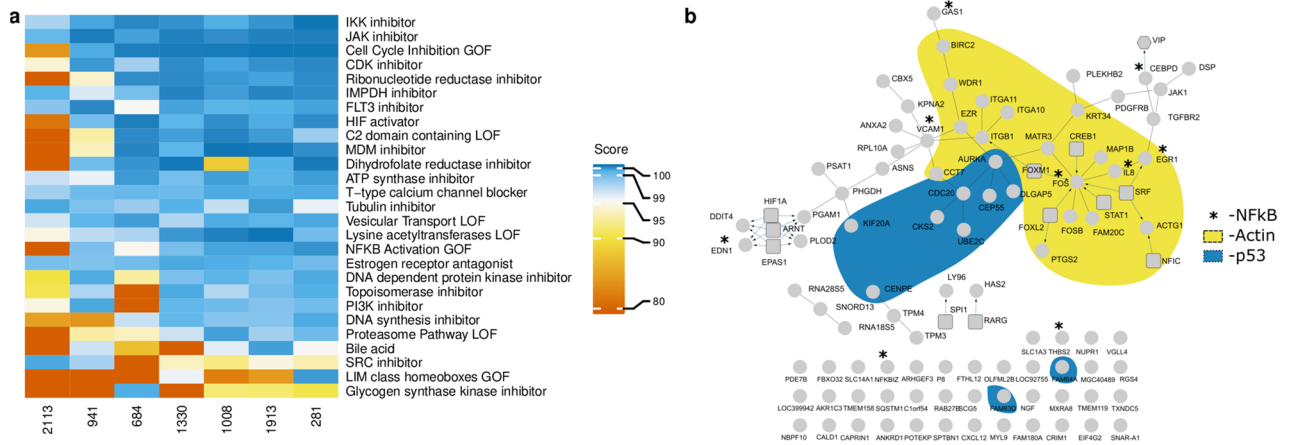 a
IKK inhibitor
JAK inhibitor
Cell Cycle Inhibition GOF
CDK inhibitor
Ribonucleotide reductase inhibitor
IMPDH inhibitor
FLT3 inhibitor
HIF activator
C2 domain containing LOF
MDM inhibitor
Dihydrofolate reductase inhibitor
ATP synthase inhibitor
T−type calcium channel blocker
Tubulin inhibitor
Vesicular Transport LOF
Lysine acetyltransferases LOF
NFKB Activation GOF
Estrogen receptor antagonist
DNA dependent protein kinase inhibitor
Topoisomerase inhibitor
PI3K inhibitor
DNA synthesis inhibitor
Proteasome Pathway LOF
Bile acid
SRC inhibitor
LIM class homeoboxes GOF
Glycogen synthase kinase inhibitor
2113 941 684 1330 1008 1913 281
Score
100
99
95
90
80
b
GAS1 *
BIRC2
VIP
* CEBPD
DSP
CBX5
WDR1
PLEKHB2
JAK1
KPNA2
ITGA11
ITGA10
PDGFRB
ANXA2
* VCAM1
EZR
ITGB1
KRT34
TGFBR2
RPL10A
MATR3
CREB1
MAP1B
* EGR1
PSAT1
ASNS
CCT7
AURKA
FOXM1
* FOS
* IL8
PHGDH
CDC20
CEP55
DLGAP5
SRF
HIF1A
DDIT4
ARNT
PGAM1
KIF20A
CKS2
UBE2C
FOXL2
FOSB
STAT1
FAM20C
ACTG1
* EDN1
EPAS1
PLOD2
PTGS2
NFIC
* -NFkB
-Actin
-p53
RNA28S5
SNORD13
RNA18S5
CENPE
TPM4
TPM3
LY96
SPI1
HAS2
RARG
*
SLC1A3 THBS2 NUPR1 VGLL4
*
PDE7B FBXO32 SLC14A1 NFKBIZ ARHGEF3 P8 FTHL12 OLFML2B LOC92755 FAM64A MGC40489 RGS4
LOC399942 AKR1C3 TMEM158 SQSTM1 C1orf54 RAB27B SCG5 FAM83D NGF MXRA8 TMEM119 TXNDC5
NBPF10 CALD1 CAPRIN1 ANKRD1 POTEKP SPTBN1 CXCL12 MYL9 FAM180A CRIM1 EIF4G2 SNAR-A1